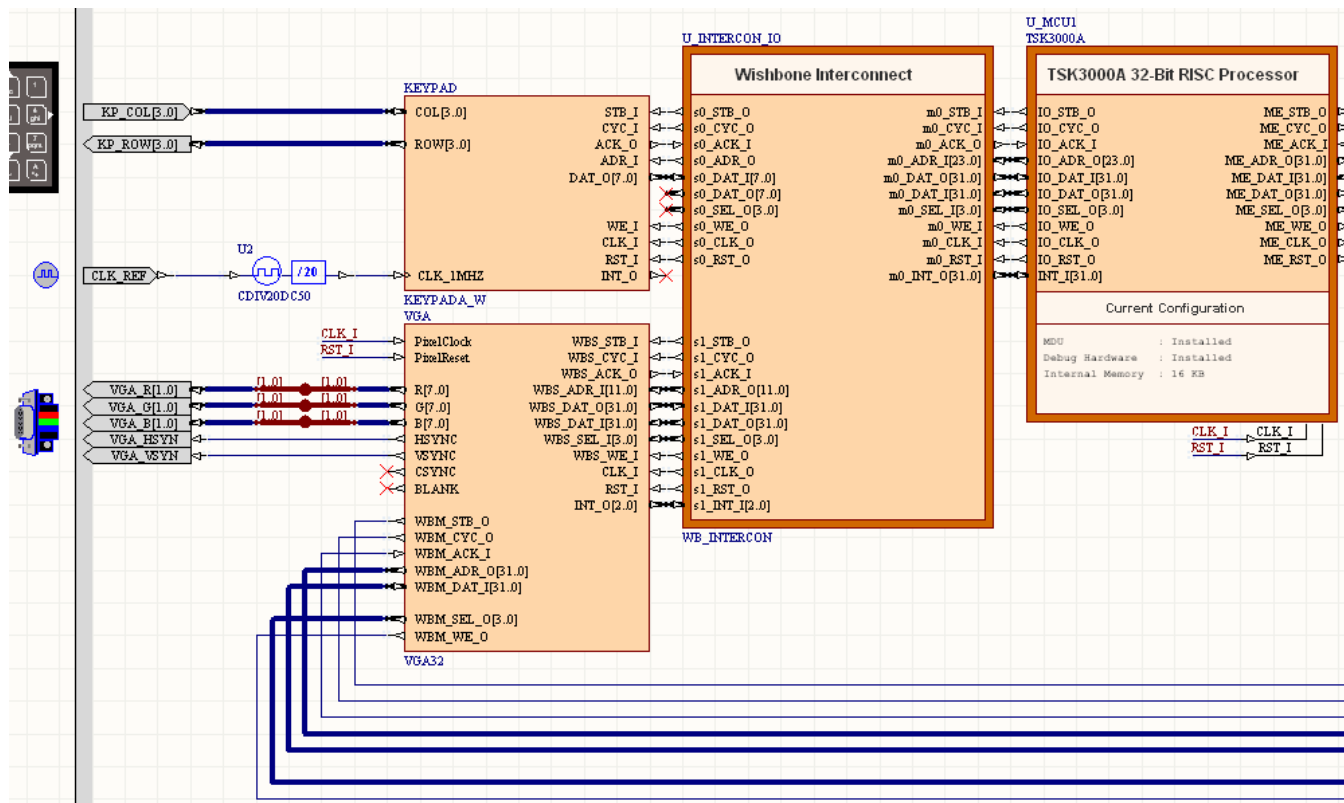 U_MCU1
U_INTERCON_IO
TSK3000A
Wishbone Interconnect
TSK3000A 32-Bit RISC Processor
KEYPAD
KP_COL[3..0]
COL[3..0]
STB_I
s0_STB_O
m0_STB_I
IO_STB_O
ME_STB_O
CYC_I
s0_CYC_O
m0_CYC_I
IO_CYC_O
ME_CYC_O
KP_ROW[3..0]
ROW[3..0]
ACK_O
s0_ACK_I
m0_ACK_O
IO_ACK_I
ME_ACK_I
ADR_I
s0_ADR_O
m0_ADR_I[23..0]
IO_ADR_O[23..0]
ME_ADR_O[31..0]
DAT_O[7..0]
s0_DAT_I[7..0]
m0_DAT_O[31..0]
IO_DAT_I[31..0]
ME_DAT_I[31..0]
s0_DAT_O[7..0]
m0_DAT_I[31..0]
IO_DAT_O[31..0]
ME_DAT_O[31..0]
s0_SEL_O[3..0]
m0_SEL_I[3..0]
IO_SEL_O[3..0]
ME_SEL_O[3..0]
WE_I
s0_WE_O
m0_WE_I
IO_WE_O
ME_WE_O
CLK_I
s0_CLK_O
m0_CLK_I
IO_CLK_O
ME_CLK_O
U2
RST_I
s0_RST_O
m0_RST_I
IO_RST_O
ME_RST_O
CLK_REF
/20
CLK_1MHZ
INT_O
m0_INT_O[31..0]
INT_I[31..0]
CDIV20DC50
KEYPADA_W
VGA
Current Configuration
CLK_I
PixelClock
WBS_STB_I
s1_STB_O
MDU : Installed
RST_I
PixelReset
WBS_CYC_I
s1_CYC_O
Debug Hardware : Installed
WBS_ACK_O
s1_ACK_I
Internal Memory : 16 KB
VGA_R[1..0]
[1..0]
[1..0]
R[7..0]
WBS_ADR_I[11..0]
s1_ADR_O[11..0]
VGA_G[1..0]
[1..0]
[1..0]
G[7..0]
WBS_DAT_O[31..0]
s1_DAT_I[31..0]
VGA_B[1..0]
[1..0]
[1..0]
B[7..0]
WBS_DAT_I[31..0]
s1_DAT_O[31..0]
VGA_HSYN
HSYNC
WBS_SEL_I[3..0]
s1_SEL_O[3..0]
CLK_I
CLK_I
VGA_VSYN
VSYNC
WBS_WE_I
s1_WE_O
RST_I
RST_I
CSYNC
CLK_I
s1_CLK_O
BLANK
RST_I
s1_RST_O
INT_O[2..0]
s1_INT_I[2..0]
WBM_STB_O
WBM_CYC_O
WB_INTERCON
WBM_ACK_I
WBM_ADR_O[31..0]
WBM_DAT_I[31..0]
WBM_SEL_O[3..0]
WBM_WE_O
VGA32